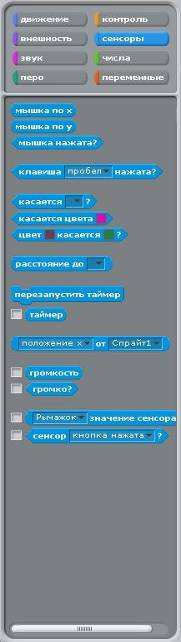 движение контроль
внешность сенсоры
звук числа
перо переменные
мышка по х
мышка по у
мышка нажата?
клавиша пробел нажата?
касается ?
касается цвета
цвет касается ?
расстояние до
перезапустить таймер
таймер
положение x от Спрайт1
громкость
громко?
Рычажок значение сенсора
сенсор кнопка нажата ?